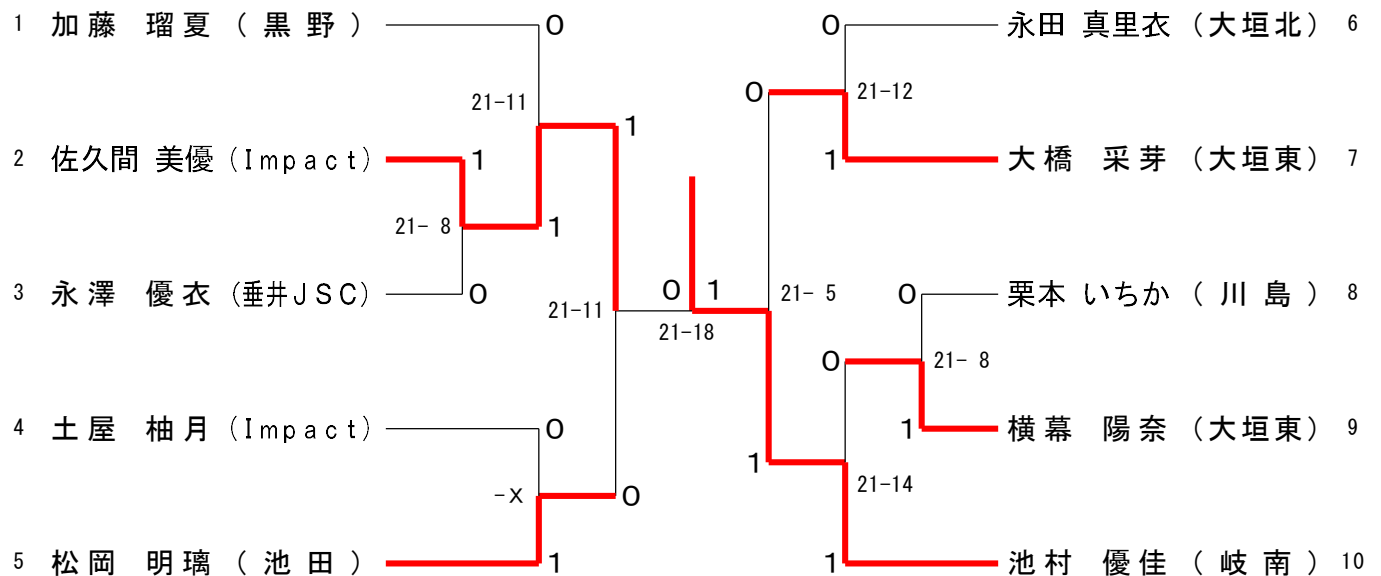 1 加藤 瑠夏 ( 黒野 ) 0
0 永田 真里衣 (大垣北) 6
21-11
0
21-12
1
2 佐久間 美優 (Impact) 1
1 大橋 采芽 (大垣東) 7
21- 8
1
3 永澤 優衣 (垂井JSC) 0
21-11
0 1
21-18
21- 5
0 栗本 いちか ( 川島 ) 8
0
21- 8
4 土屋 柚月 (Impact) 0
1 横幕 陽奈 (大垣東) 9
-X
0
1
21-14
5 松岡 明璃 ( 池田 ) 1
1 池村 優佳 ( 岐南 ) 10